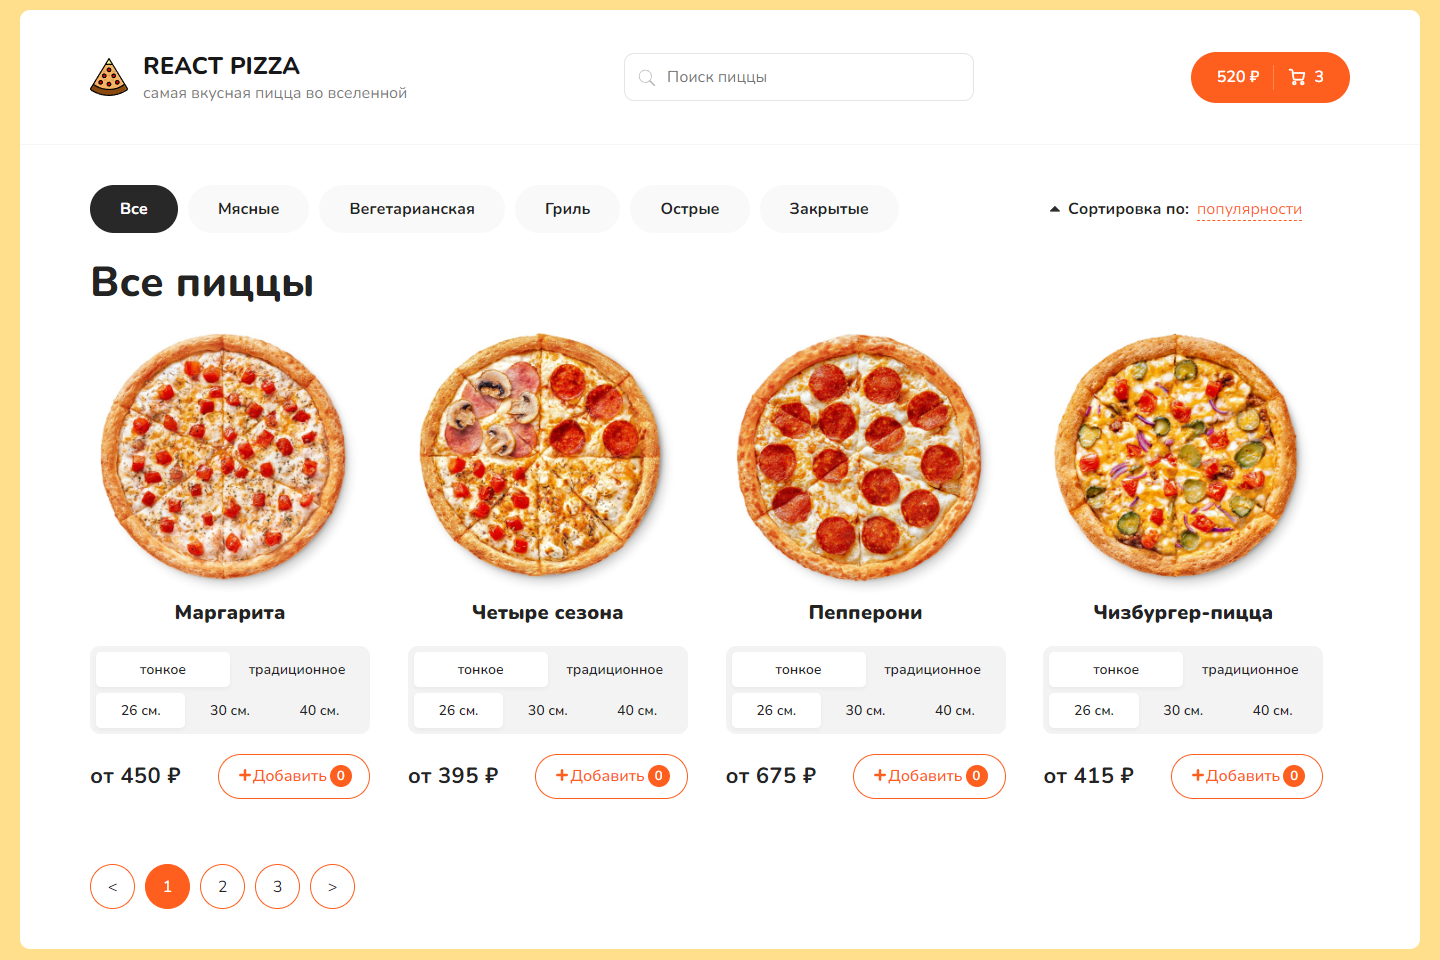 REACT PIZZA
самая вкусная пицца во вселенной
Поиск пиццы
520 ₽ 3
Все Мясные Вегетарианская Гриль Острые Закрытые
Сортировка по: популярности
Все пиццы
Маргарита Четыре сезона Пепперони Чизбургер-пицца
тонкое традиционное тонкое традиционное тонкое традиционное тонкое традиционное
26 см. 30 см. 40 см. 26 см. 30 см. 40 см. 26 см. 30 см. 40 см. 26 см. 30 см. 40 см.
от 450 ₽ +Добавить 0 от 395 ₽ +Добавить 0 от 675 ₽ +Добавить 0 от 415 ₽ +Добавить 0
< 1 2 3 >